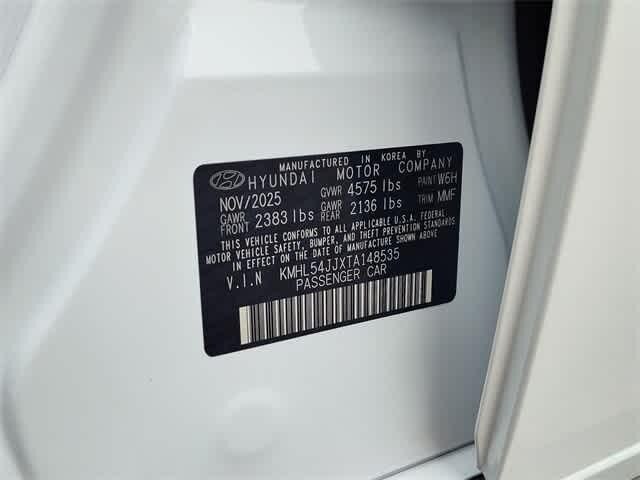 MANUFACTURED IN KOREA BY
HYUNDAI MOTOR COMPANY
NOV/2025 GVWR 4575 lbs PAINT W6H
GAWR FRONT 2383 lbs GAWR REAR 2136 lbs TRIM MMF
THIS VEHICLE CONFORMS TO ALL APPLICABLE U.S.A. FEDERAL
MOTOR VEHICLE SAFETY, BUMPER, AND THEFT PREVENTION STANDARDS
IN EFFECT ON THE DATE OF MANUFACTURE SHOWN ABOVE.
V.I.N KMHL54JJXTA148535
PASSENGER CAR